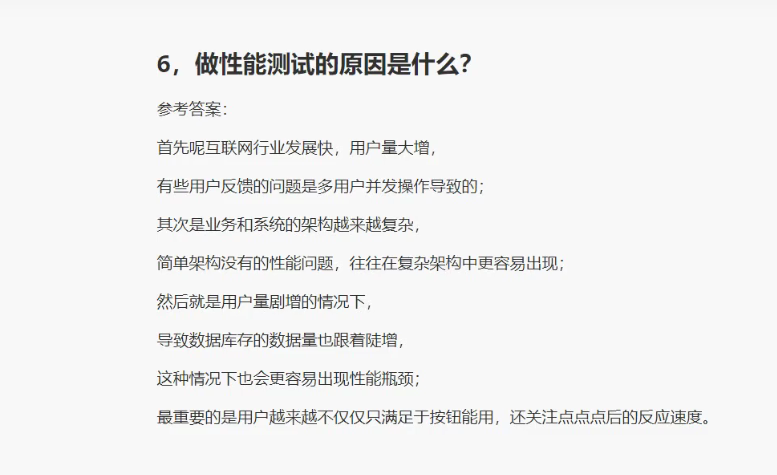 6，做性能测试的原因是什么？
参考答案：
首先呢互联网行业发展快，用户量大增，
有些用户反馈的问题是多用户并发操作导致的；
其次是业务和系统的架构越来越复杂，
简单架构没有的性能问题，往往在复杂架构中更容易出现；
然后就是用户量剧增的情况下，
导致数据库存的数据量也跟着陡增，
这种情况下也会更容易出现性能瓶颈；
最重要的是用户越来越不仅仅只满足于按钮能用，还关注点点点后的反应速度。